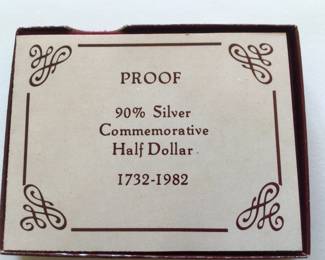 PROOF
90% Silver
Commemorative
Half Dollar
1732-1982